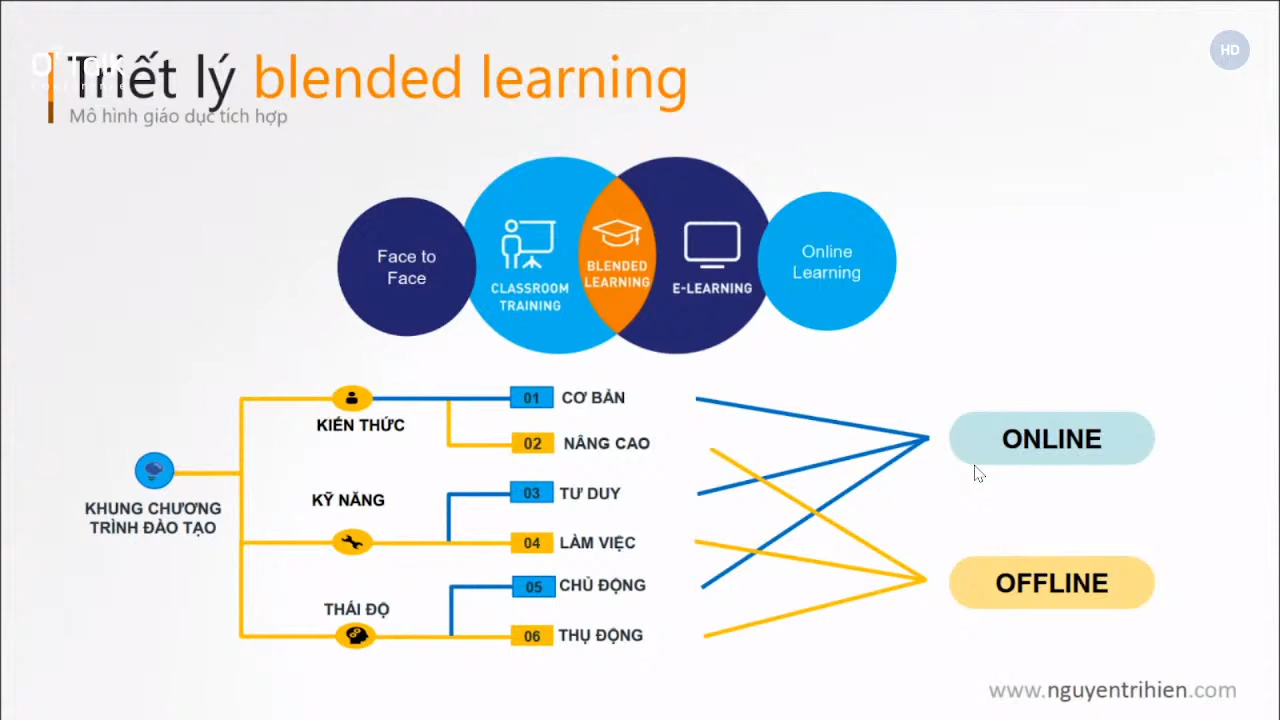 Thiết lý blended learning
Mô hình giáo dục tích hợp
HD
Face to
Face
CLASSROOM
TRAINING
BLENDED
LEARNING
E-LEARNING
Online
Learning
KHUNG CHƯƠNG
TRÌNH ĐÀO TẠO
KIẾN THỨC
KỸ NĂNG
THÁI ĐỘ
01 CƠ BẢN
02 NÂNG CAO
03 TƯ DUY
04 LÀM VIỆC
05 CHỦ ĐỘNG
06 THỤ ĐỘNG
ONLINE
OFFLINE
www.nguyentrihien.com